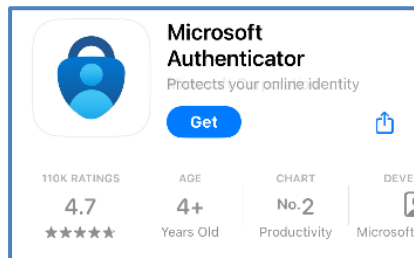 Microsoft
Authenticator
Protects your online identity
Get
110K RATINGS
AGE
CHART
DEVE
4.7
4+
No.2
Years Old
Productivity
Microsoft